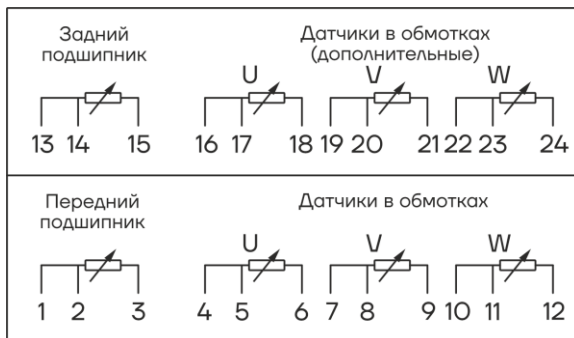 Задний
подшипник
Датчики в обмотках
(дополнительные)
U V W
13 14 15 16 17 18 19 20 21 22 23 24
Передний
подшипник
Датчики в обмотках
U V W
1 2 3 4 5 6 7 8 9 10 11 12